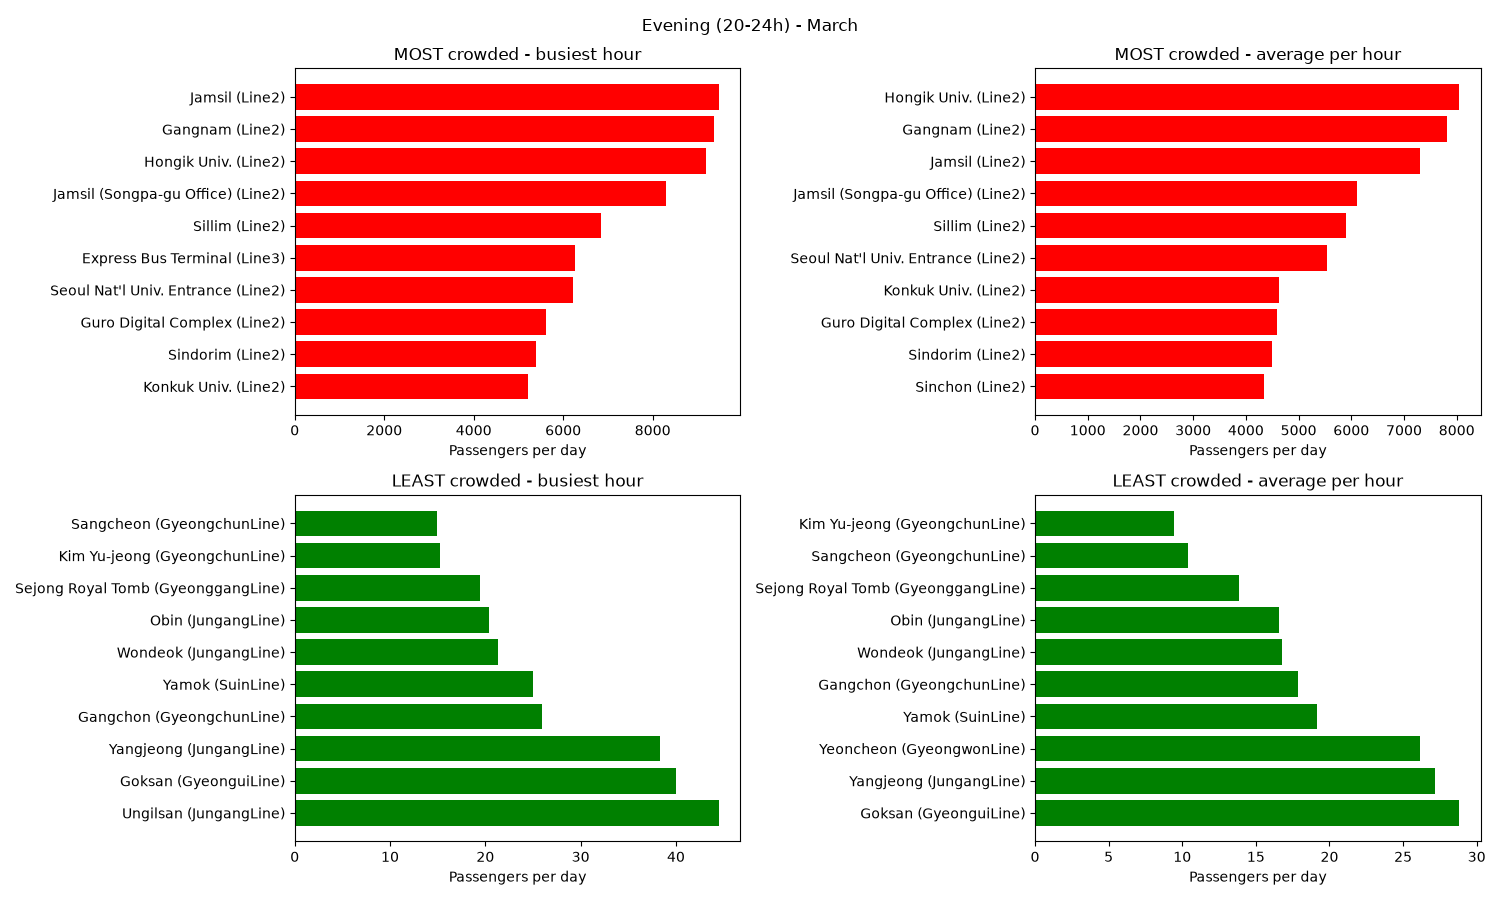 Evening (20-24h) - March
MOST crowded - busiest hour
Jamsil (Line2)
Gangnam (Line2)
Hongik Univ. (Line2)
Jamsil (Songpa-gu Office) (Line2)
Sillim (Line2)
Express Bus Terminal (Line3)
Seoul Nat'l Univ. Entrance (Line2)
Guro Digital Complex (Line2)
Sindorim (Line2)
Konkuk Univ. (Line2)
0 2000 4000 6000 8000
Passengers per day
MOST crowded - average per hour
Hongik Univ. (Line2)
Gangnam (Line2)
Jamsil (Line2)
Jamsil (Songpa-gu Office) (Line2)
Sillim (Line2)
Seoul Nat'l Univ. Entrance (Line2)
Konkuk Univ. (Line2)
Guro Digital Complex (Line2)
Sindorim (Line2)
Sinchon (Line2)
0 1000 2000 3000 4000 5000 6000 7000 8000
Passengers per day
LEAST crowded - busiest hour
Sangcheon (GyeongchunLine)
Kim Yu-jeong (GyeongchunLine)
Sejong Royal Tomb (GyeonggangLine)
Obin (JungangLine)
Wondeok (JungangLine)
Yamok (SuinLine)
Gangchon (GyeongchunLine)
Yangjeong (JungangLine)
Goksan (GyeonguiLine)
Ungilsan (JungangLine)
0 10 20 30 40
Passengers per day
LEAST crowded - average per hour
Kim Yu-jeong (GyeongchunLine)
Sangcheon (GyeongchunLine)
Sejong Royal Tomb (GyeonggangLine)
Obin (JungangLine)
Wondeok (JungangLine)
Gangchon (GyeongchunLine)
Yamok (SuinLine)
Yeoncheon (GyeongwonLine)
Yangjeong (JungangLine)
Goksan (GyeonguiLine)
0 5 10 15 20 25 30
Passengers per day